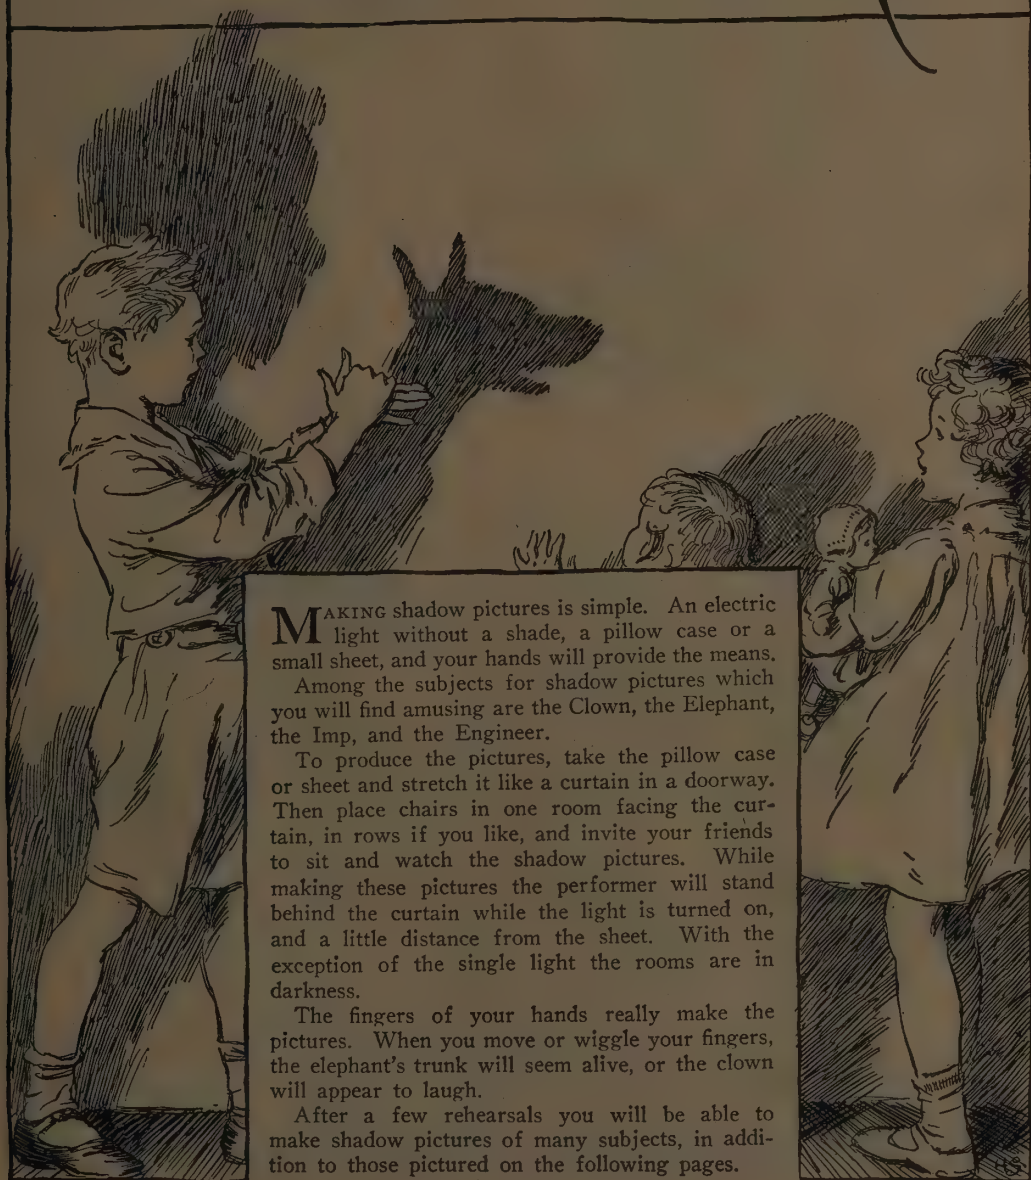 MAKING shadow pictures is simple. An electric
light without a shade, a pillow case or a
small sheet, and your hands will provide the means.
Among the subjects for shadow pictures which
you will find amusing are the Clown, the Elephant,
the Imp, and the Engineer.
To produce the pictures, take the pillow case
or sheet and stretch it like a curtain in a doorway.
Then place chairs in one room facing the cur-
tain, in rows if you like, and invite your friends
to sit and watch the shadow pictures. While
making these pictures the performer will stand
behind the curtain while the light is turned on,
and a little distance from the sheet. With the
exception of the single light the rooms are in
darkness.
The fingers of your hands really make the
pictures. When you move or wiggle your fingers,
the elephant's trunk will seem alive, or the clown
will appear to laugh.
After a few rehearsals you will be able to
make shadow pictures of many subjects, in addi-
tion to those pictured on the following pages.